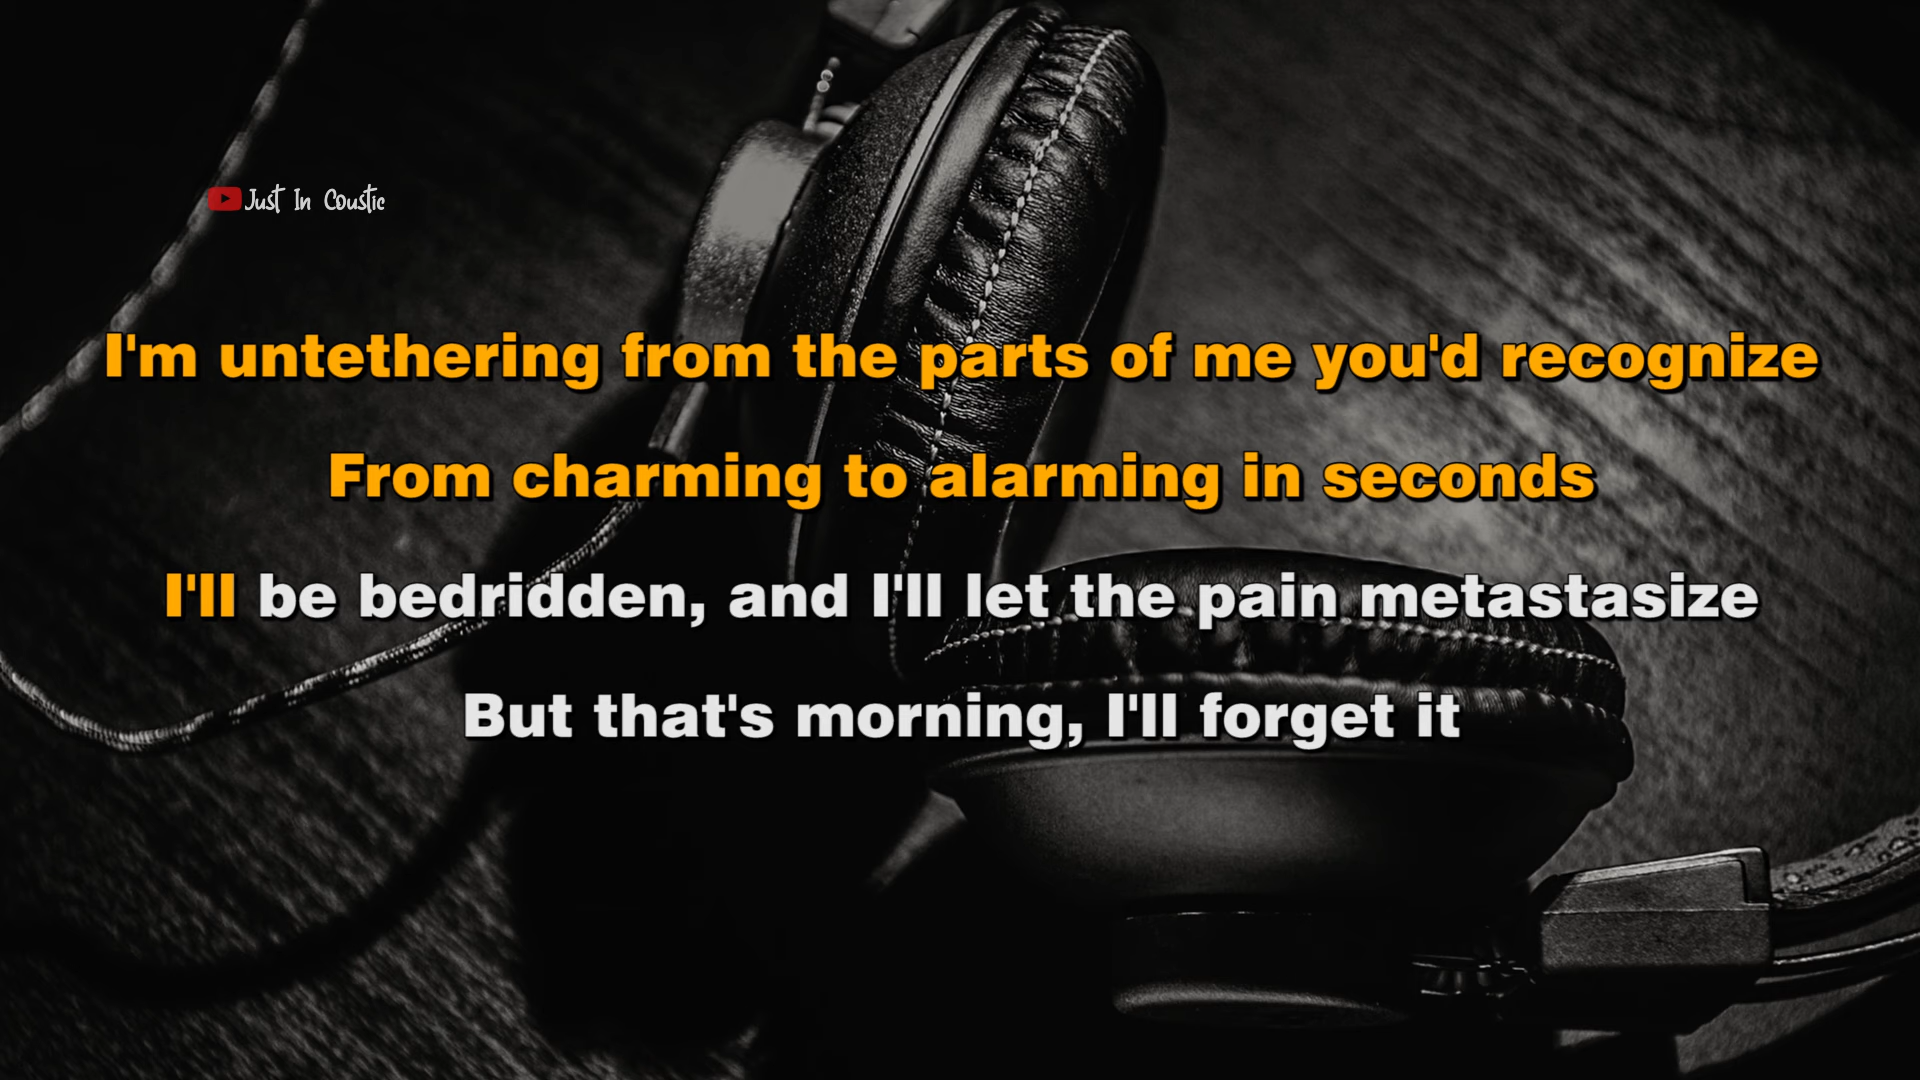 Just In Coustic
I'm untethering from the parts of me you'd recognize
From charming to alarming in seconds
I'll be bedridden, and I'll let the pain metastasize
But that's morning, I'll forget it